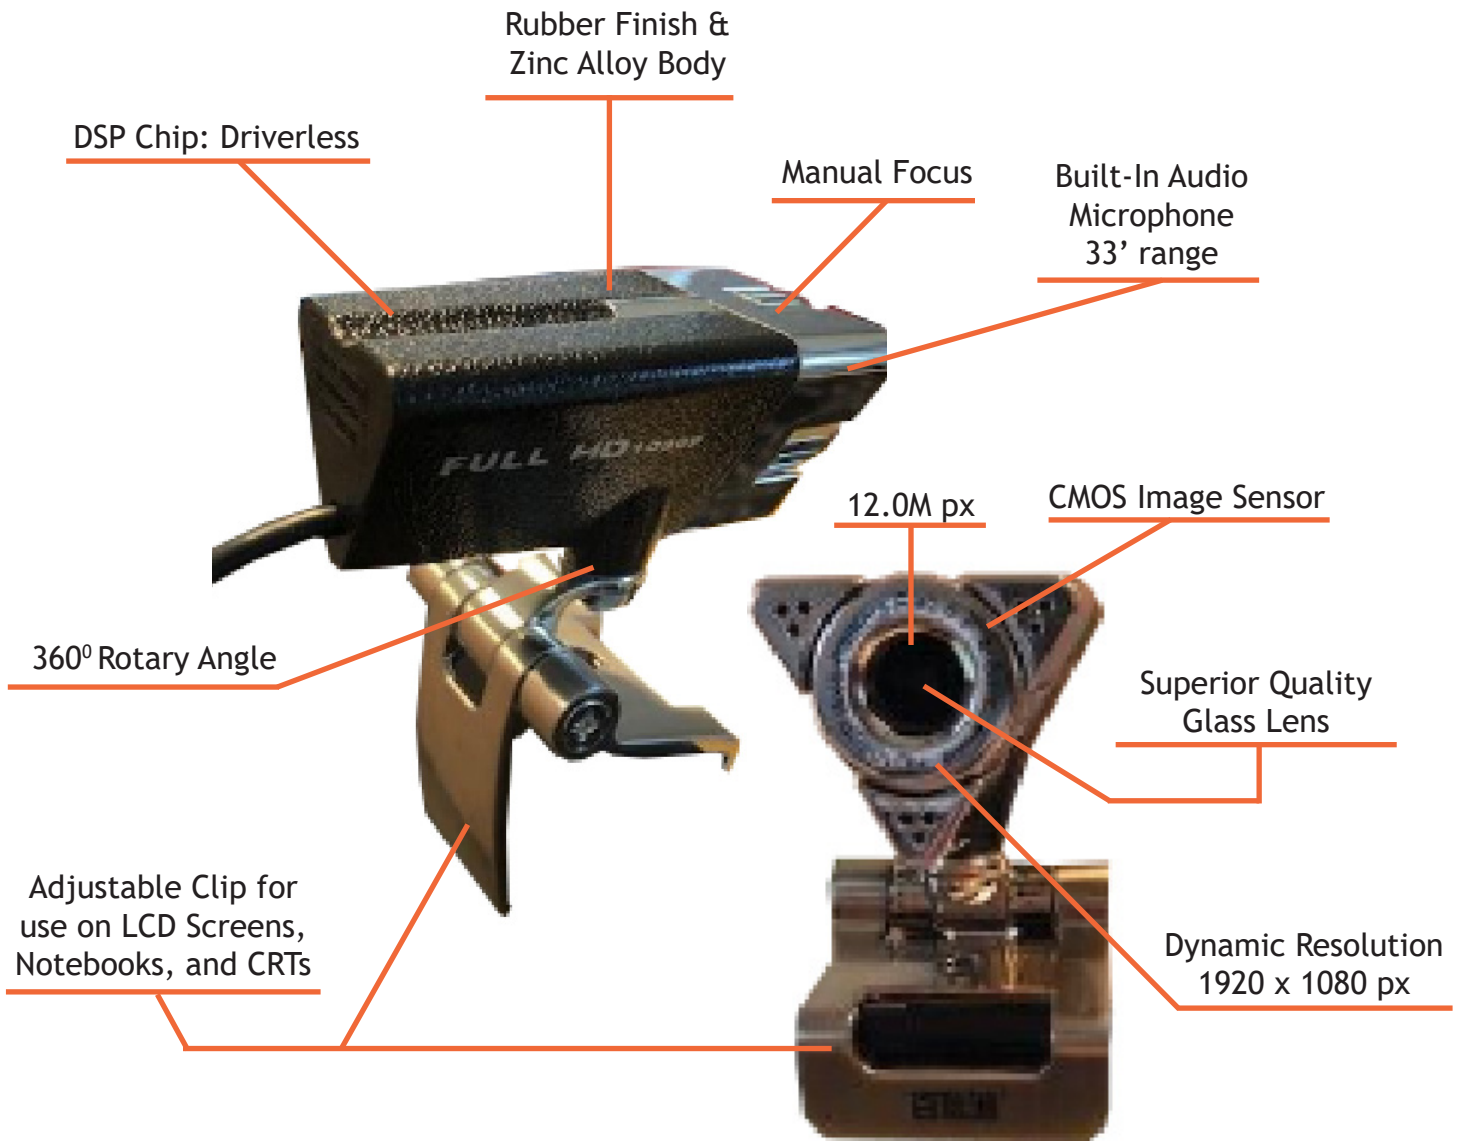 Rubber Finish &
Zinc Alloy Body
DSP Chip: Driverless
Manual Focus
Built-In Audio
Microphone
33’ range
FULL HD 1080P
12.0M px
CMOS Image Sensor
360⁰ Rotary Angle
Superior Quality
Glass Lens
Adjustable Clip for
use on LCD Screens,
Notebooks, and CRTs
Dynamic Resolution
1920 x 1080 px